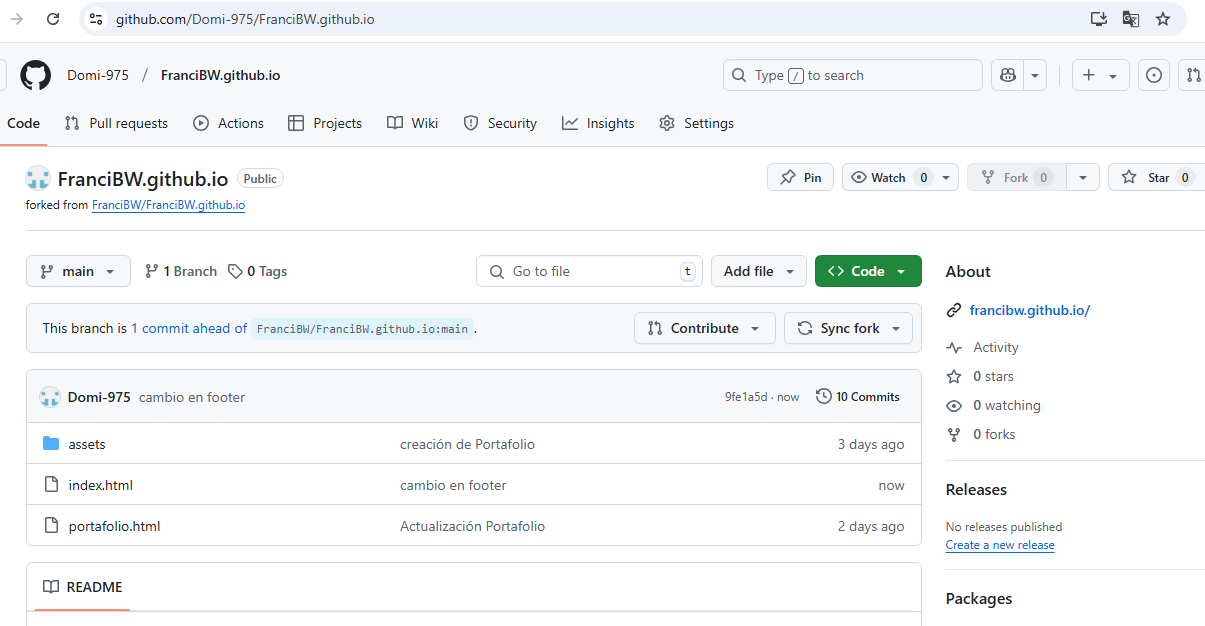 github.com/Domi-975/FranciBW.github.io
Domi-975 / FranciBW.github.io
Type / to search
Code Pull requests Actions Projects Wiki Security Insights Settings
FranciBW.github.io Public
Pin Watch 0 Fork 0 Star 0
forked from FranciBW/FranciBW.github.io
main 1 Branch 0 Tags Go to file t Add file <> Code
This branch is 1 commit ahead of FranciBW/FranciBW.github.io:main .
Contribute Sync fork
Domi-975 cambio en footer 9fe1a5d · now 10 Commits
assets creación de Portafolio 3 days ago
index.html cambio en footer now
portafolio.html Actualización Portafolio 2 days ago
README
About
francibw.github.io/
Activity
0 stars
0 watching
0 forks
Releases
No releases published
Create a new release
Packages